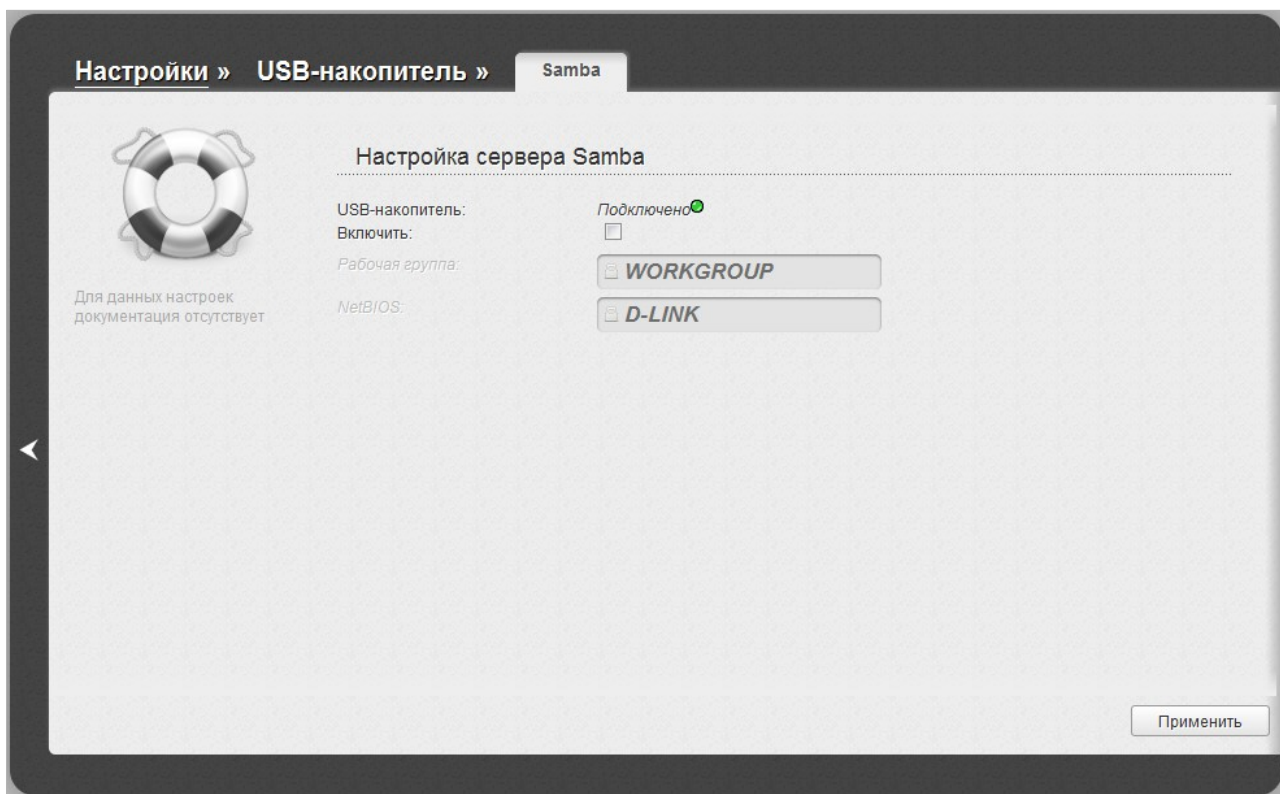 Настройки » USB-накопитель » Samba
Настройка сервера Samba
USB-накопитель: Подключено
Включить:
Рабочая группа: WORKGROUP
NetBIOS: D-LINK
Для данных настроек
документация отсутствует
Применить